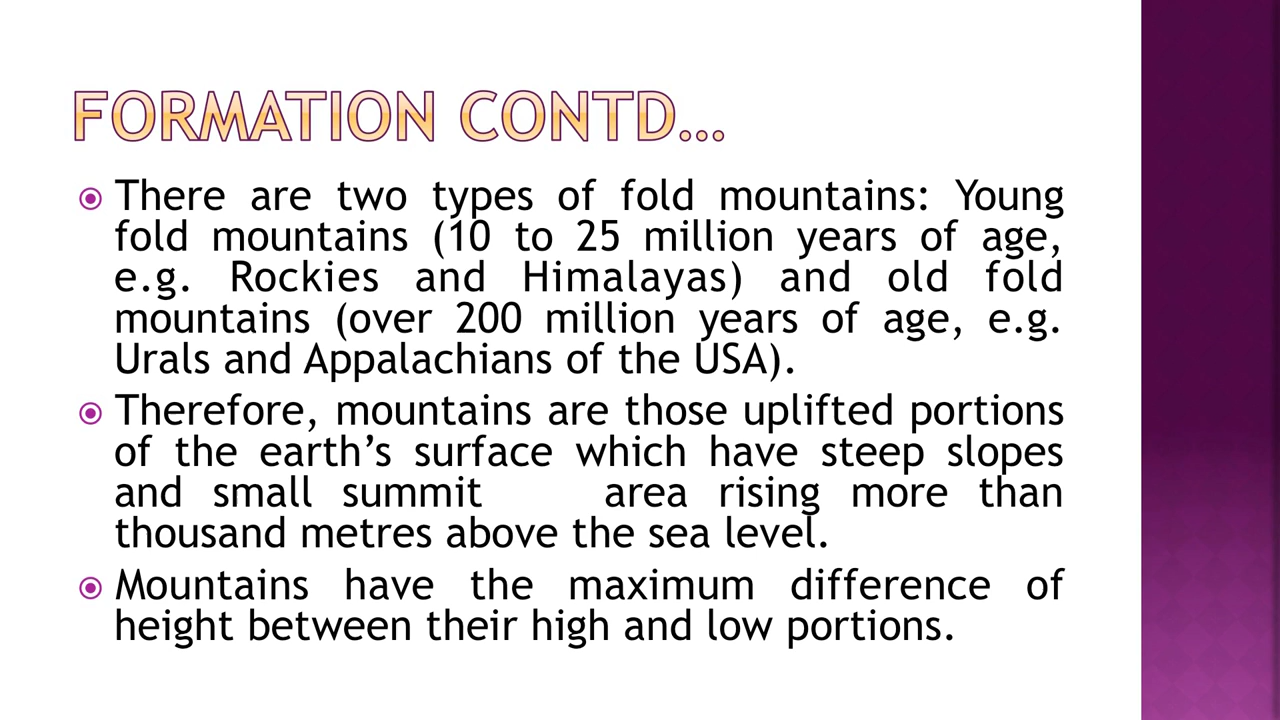 FORMATION CONTD…
There are two types of fold mountains: Young
fold mountains (10 to 25 million years of age,
e.g. Rockies and Himalayas) and old fold
mountains (over 200 million years of age, e.g.
Urals and Appalachians of the USA).
Therefore, mountains are those uplifted portions
of the earth’s surface which have steep slopes
and small summit area rising more than
thousand metres above the sea level.
Mountains have the maximum difference of
height between their high and low portions.